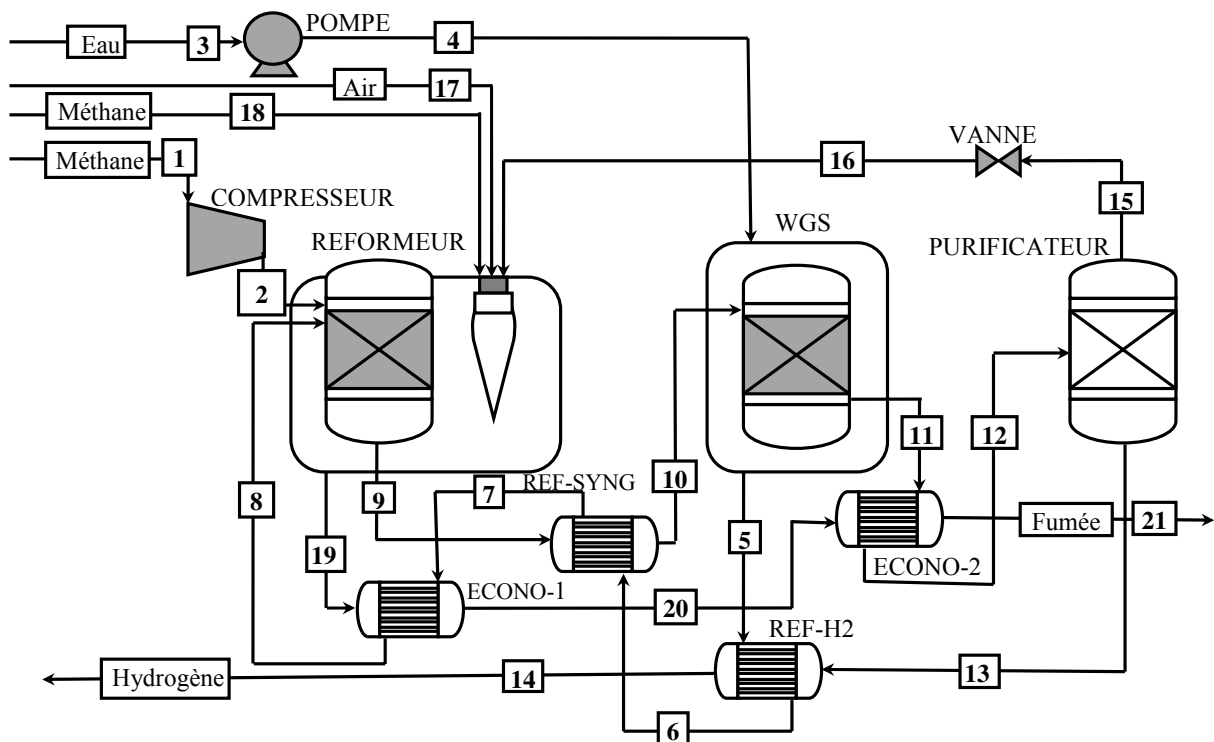 POMPE
Eau
3
4
Air
17
Méthane
18
Méthane
1
VANNE
16
15
COMPRESSEUR
WGS
REFORMEUR
PURIFICATEUR
2
11
12
8
9
7
REF-SYNG
10
5
19
Fumée
21
ECONO-2
ECONO-1
20
REF-H2
Hydrogène
14
13
6